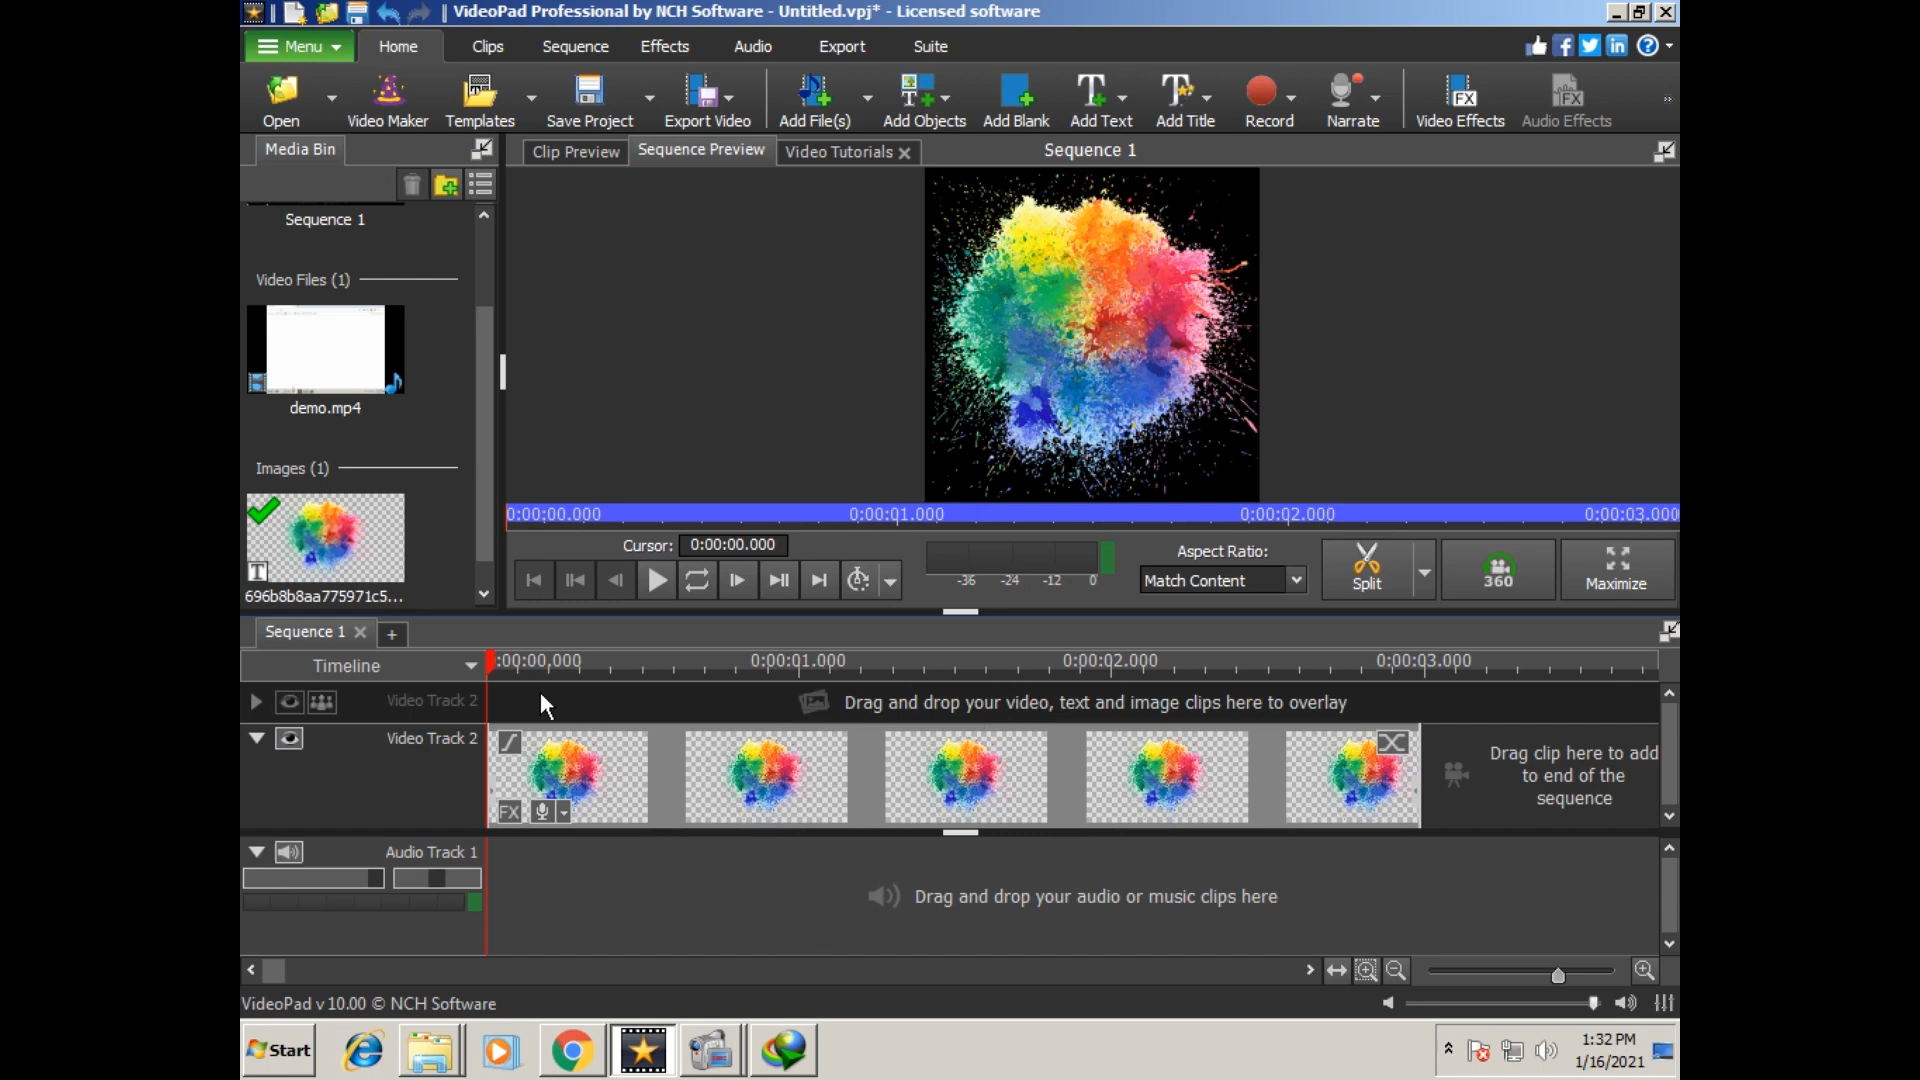 VideoPad Professional by NCH Software - Untitled.vpj* - Licensed software
Menu Home Clips Sequence Effects Audio Export Suite
Open Video Maker Templates Save Project Export Video Add File(s) Add Objects Add Blank Add Text Add Title Record Narrate Video Effects Audio Effects
Media Bin
Clip Preview Sequence Preview Video Tutorials Sequence 1
Sequence 1
Video Files (1)
demo.mp4
Images (1)
T
696b8b8aa775971c5...
0:00:00.000 0:00:01.000 0:00:02.000 0:00:03.000
Cursor: 0:00:00.000
-36 -24 -12 0
Aspect Ratio:
Match Content
Split
360
Maximize
Sequence 1
Timeline
:00:00.000 0:00:01.000 0:00:02.000 0:00:03.000
Video Track 2
Drag and drop your video, text and image clips here to overlay
Video Track 2
FX
Drag clip here to add
to end of the
sequence
Audio Track 1
Drag and drop your audio or music clips here
VideoPad v 10.00 © NCH Software
Start
1:32 PM
1/16/2021